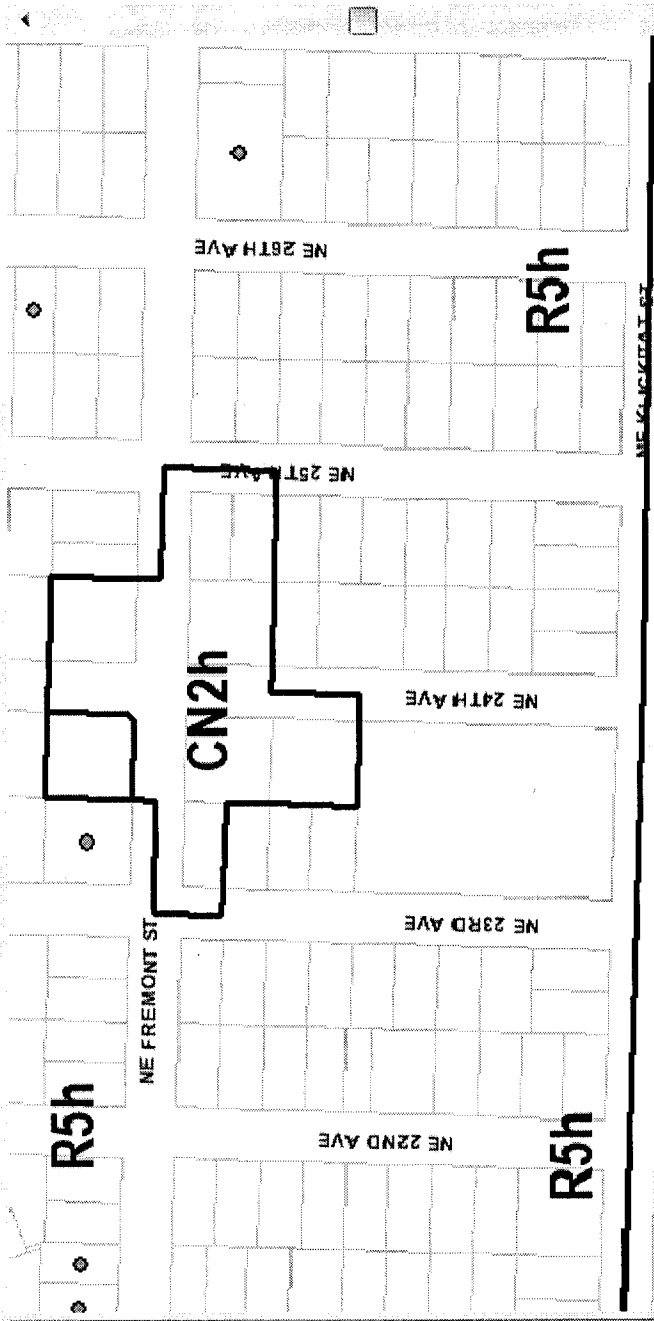 R5h
NE FREMONT ST
CN2h
NE 22ND AVE
NE 23RD AVE
NE 24TH AVE
NE 25TH AVE
NE 26TH AVE
R5h
R5h
NE KLICKITAT ST